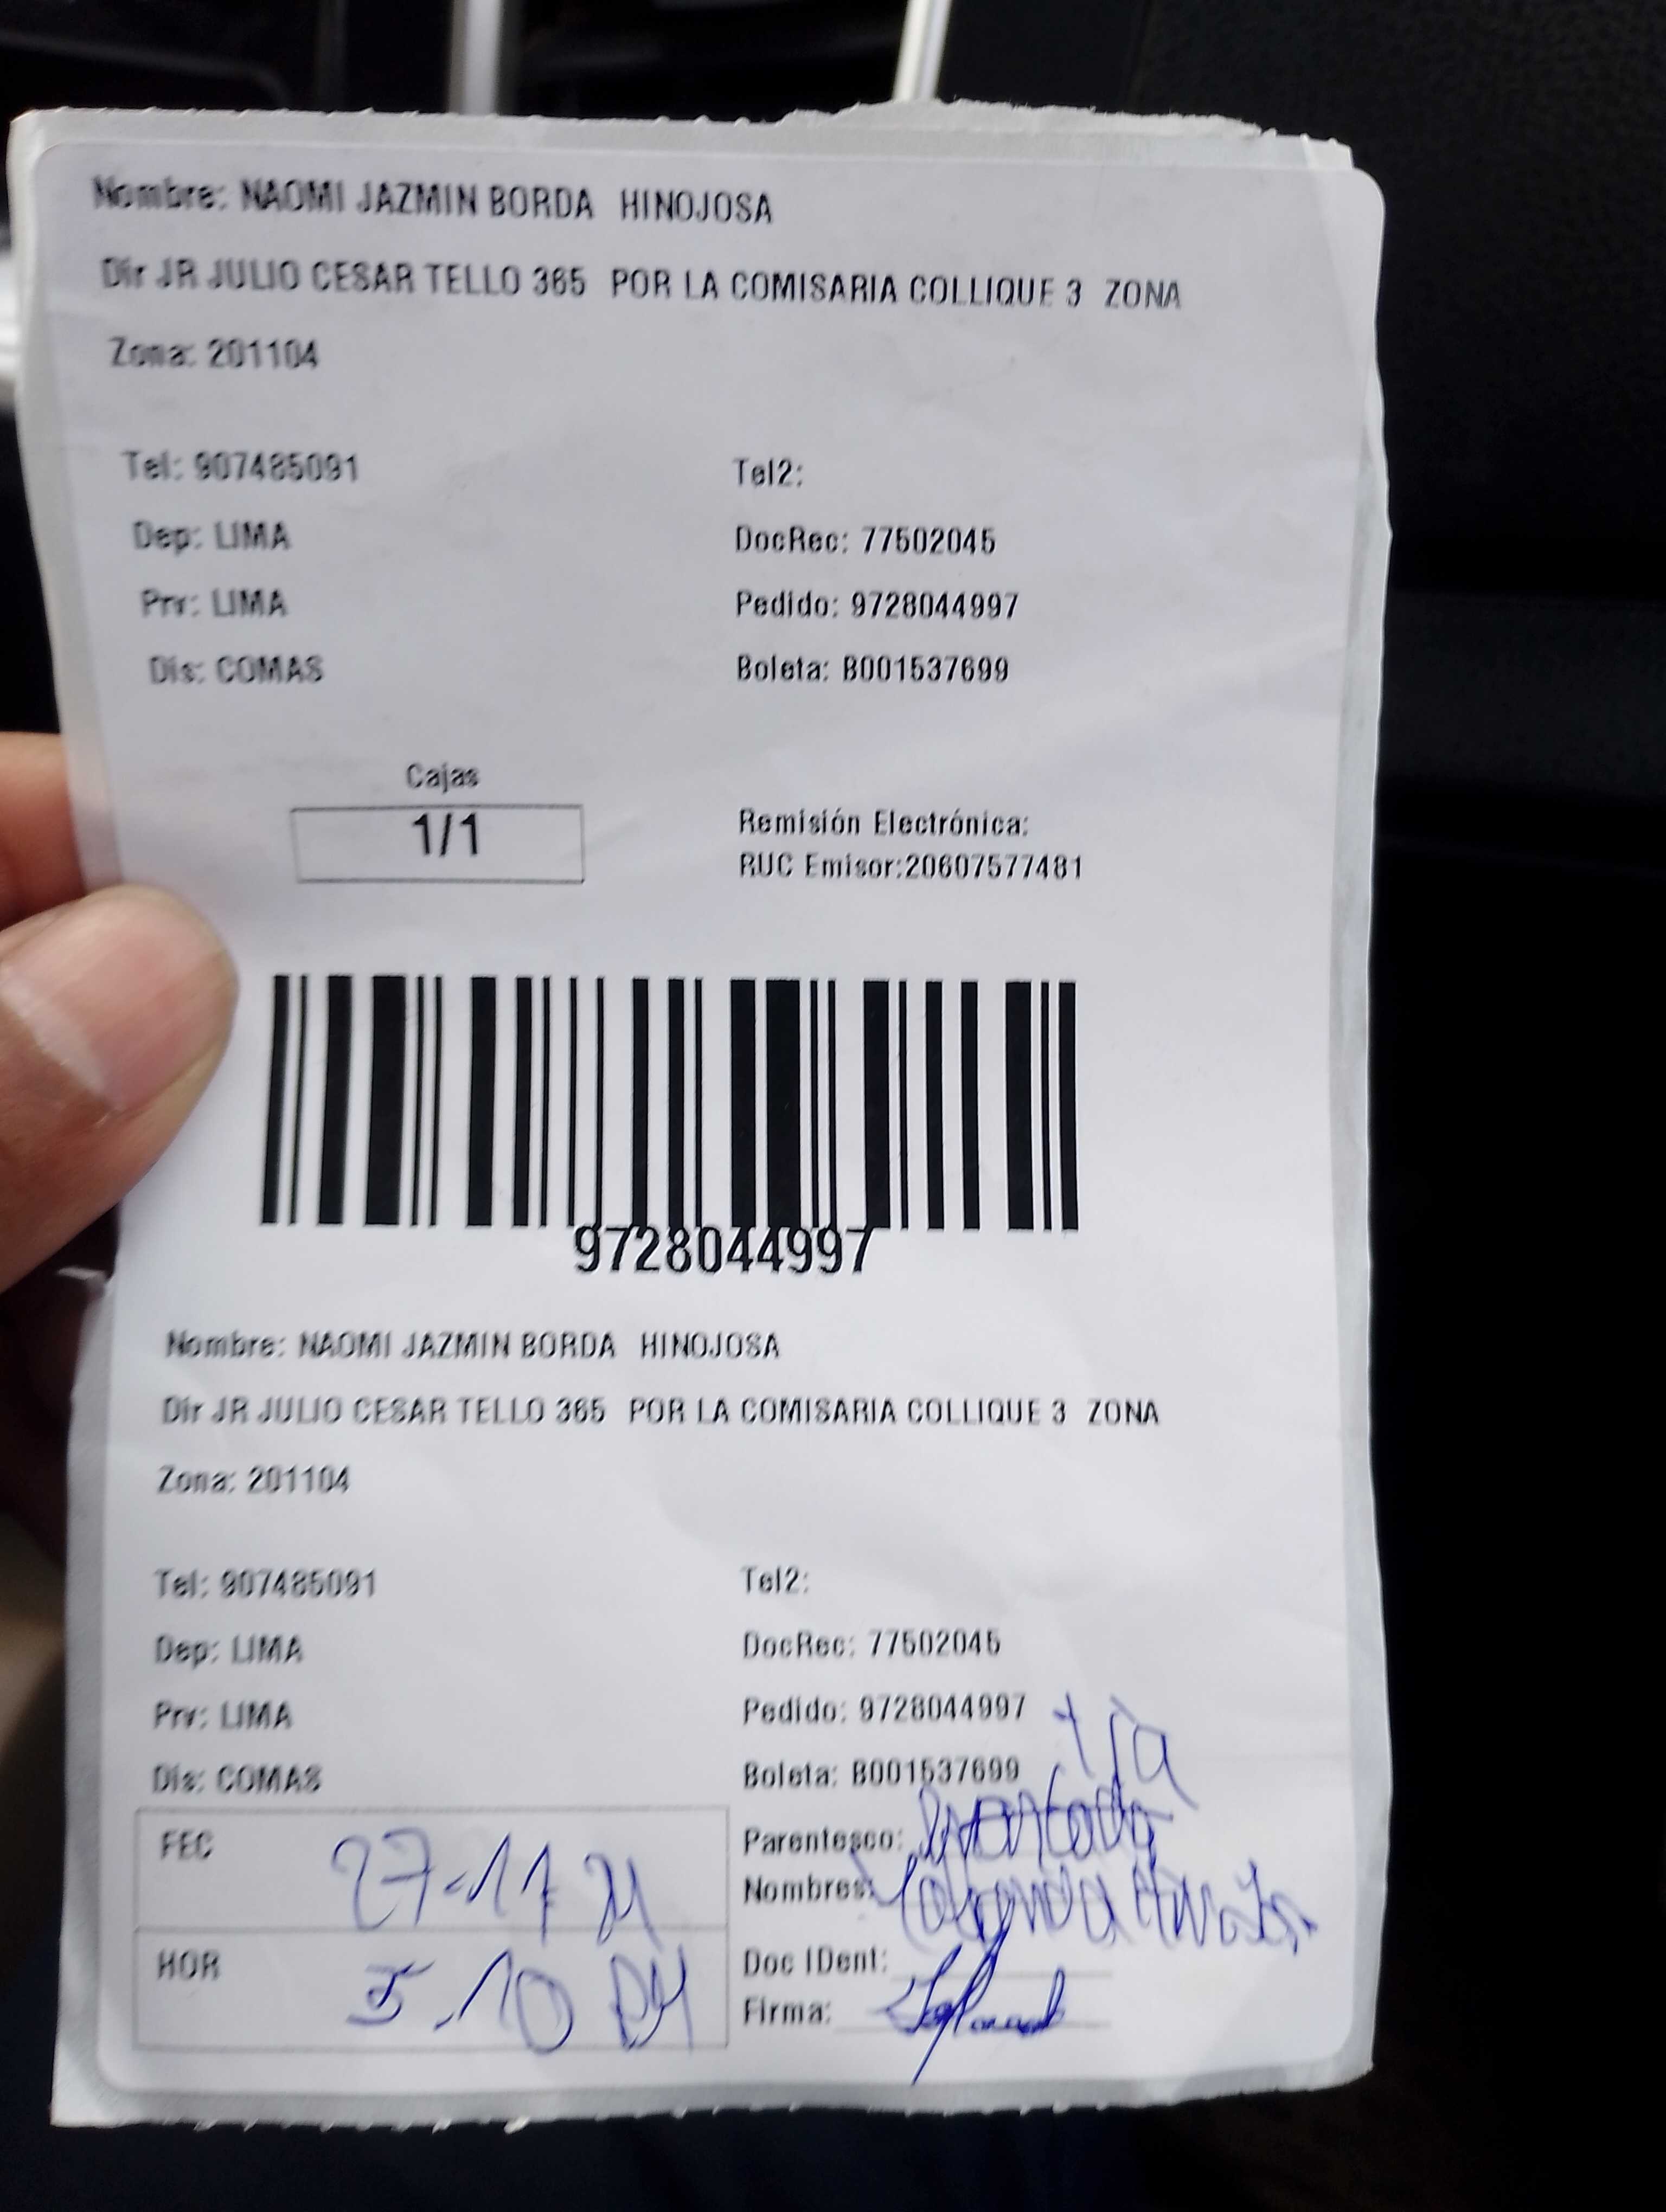 Nombre: NAOMI JAZMIN BORDA HINOJOSA
Dir JR JULIO CESAR TELLO 365 POR LA COMISARIA COLLIQUE 3 ZONA
Zona: 201104
Tel: 907485091 Tel2:
Dep: LIMA DocRec: 77502045
Prv: LIMA Pedido: 9728044997
Dis: COMAS Boleta: B001537699
Cajas
1/1
Remisión Electrónica:
RUC Emisor:20607577481
9728044997
Nombre: NAOMI JAZMIN BORDA HINOJOSA
Dir JR JULIO CESAR TELLO 365 POR LA COMISARIA COLLIQUE 3 ZONA
Zona: 201104
Tel: 907485091 Tel2:
Dep: LIMA DocRec: 77502045
Prv: LIMA Pedido: 9728044997
Dis: COMAS Boleta: B001537699
tía
FEC 27-11 Parentesco:
Nombres:
HOR 5.10 PM Doc IDent:
Firma: